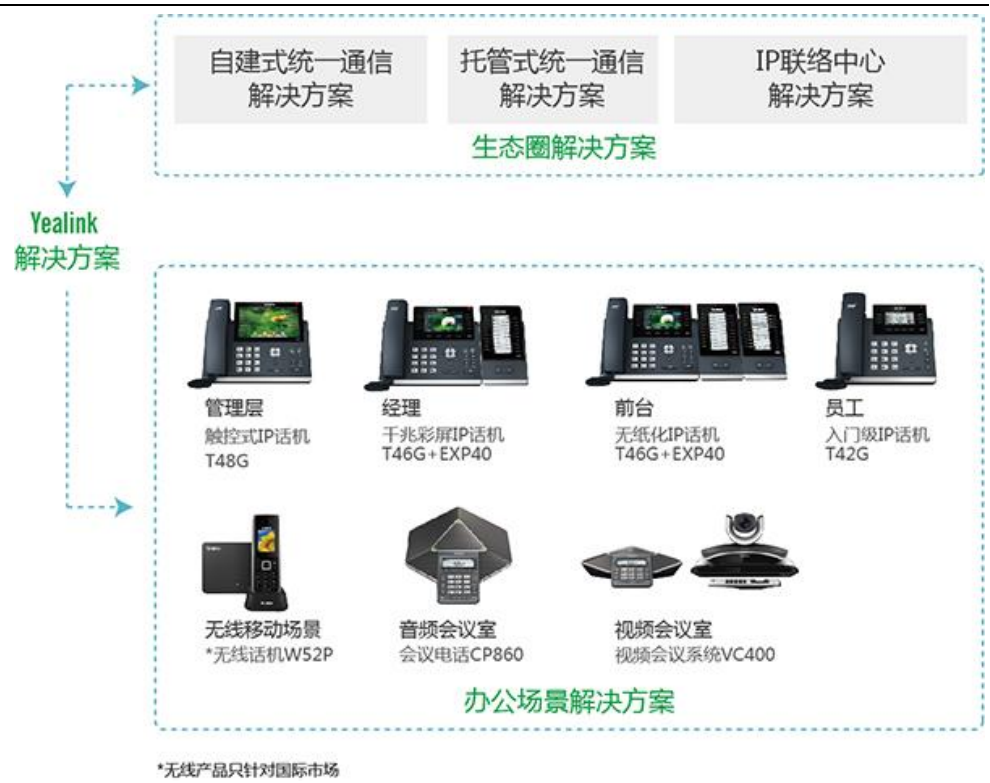 自建式统一通信
解决方案
托管式统一通信
解决方案
IP联络中心
解决方案
生态圈解决方案
Yealink
解决方案
管理层
触控式IP话机
T48G
经理
千兆彩屏IP话机
T46G+EXP40
前台
无纸化IP话机
T46G+EXP40
员工
入门级IP话机
T42G
无线移动场景
*无线话机W52P
音频会议室
会议电话CP860
视频会议室
视频会议系统VC400
办公场景解决方案
*无线产品只针对国际市场